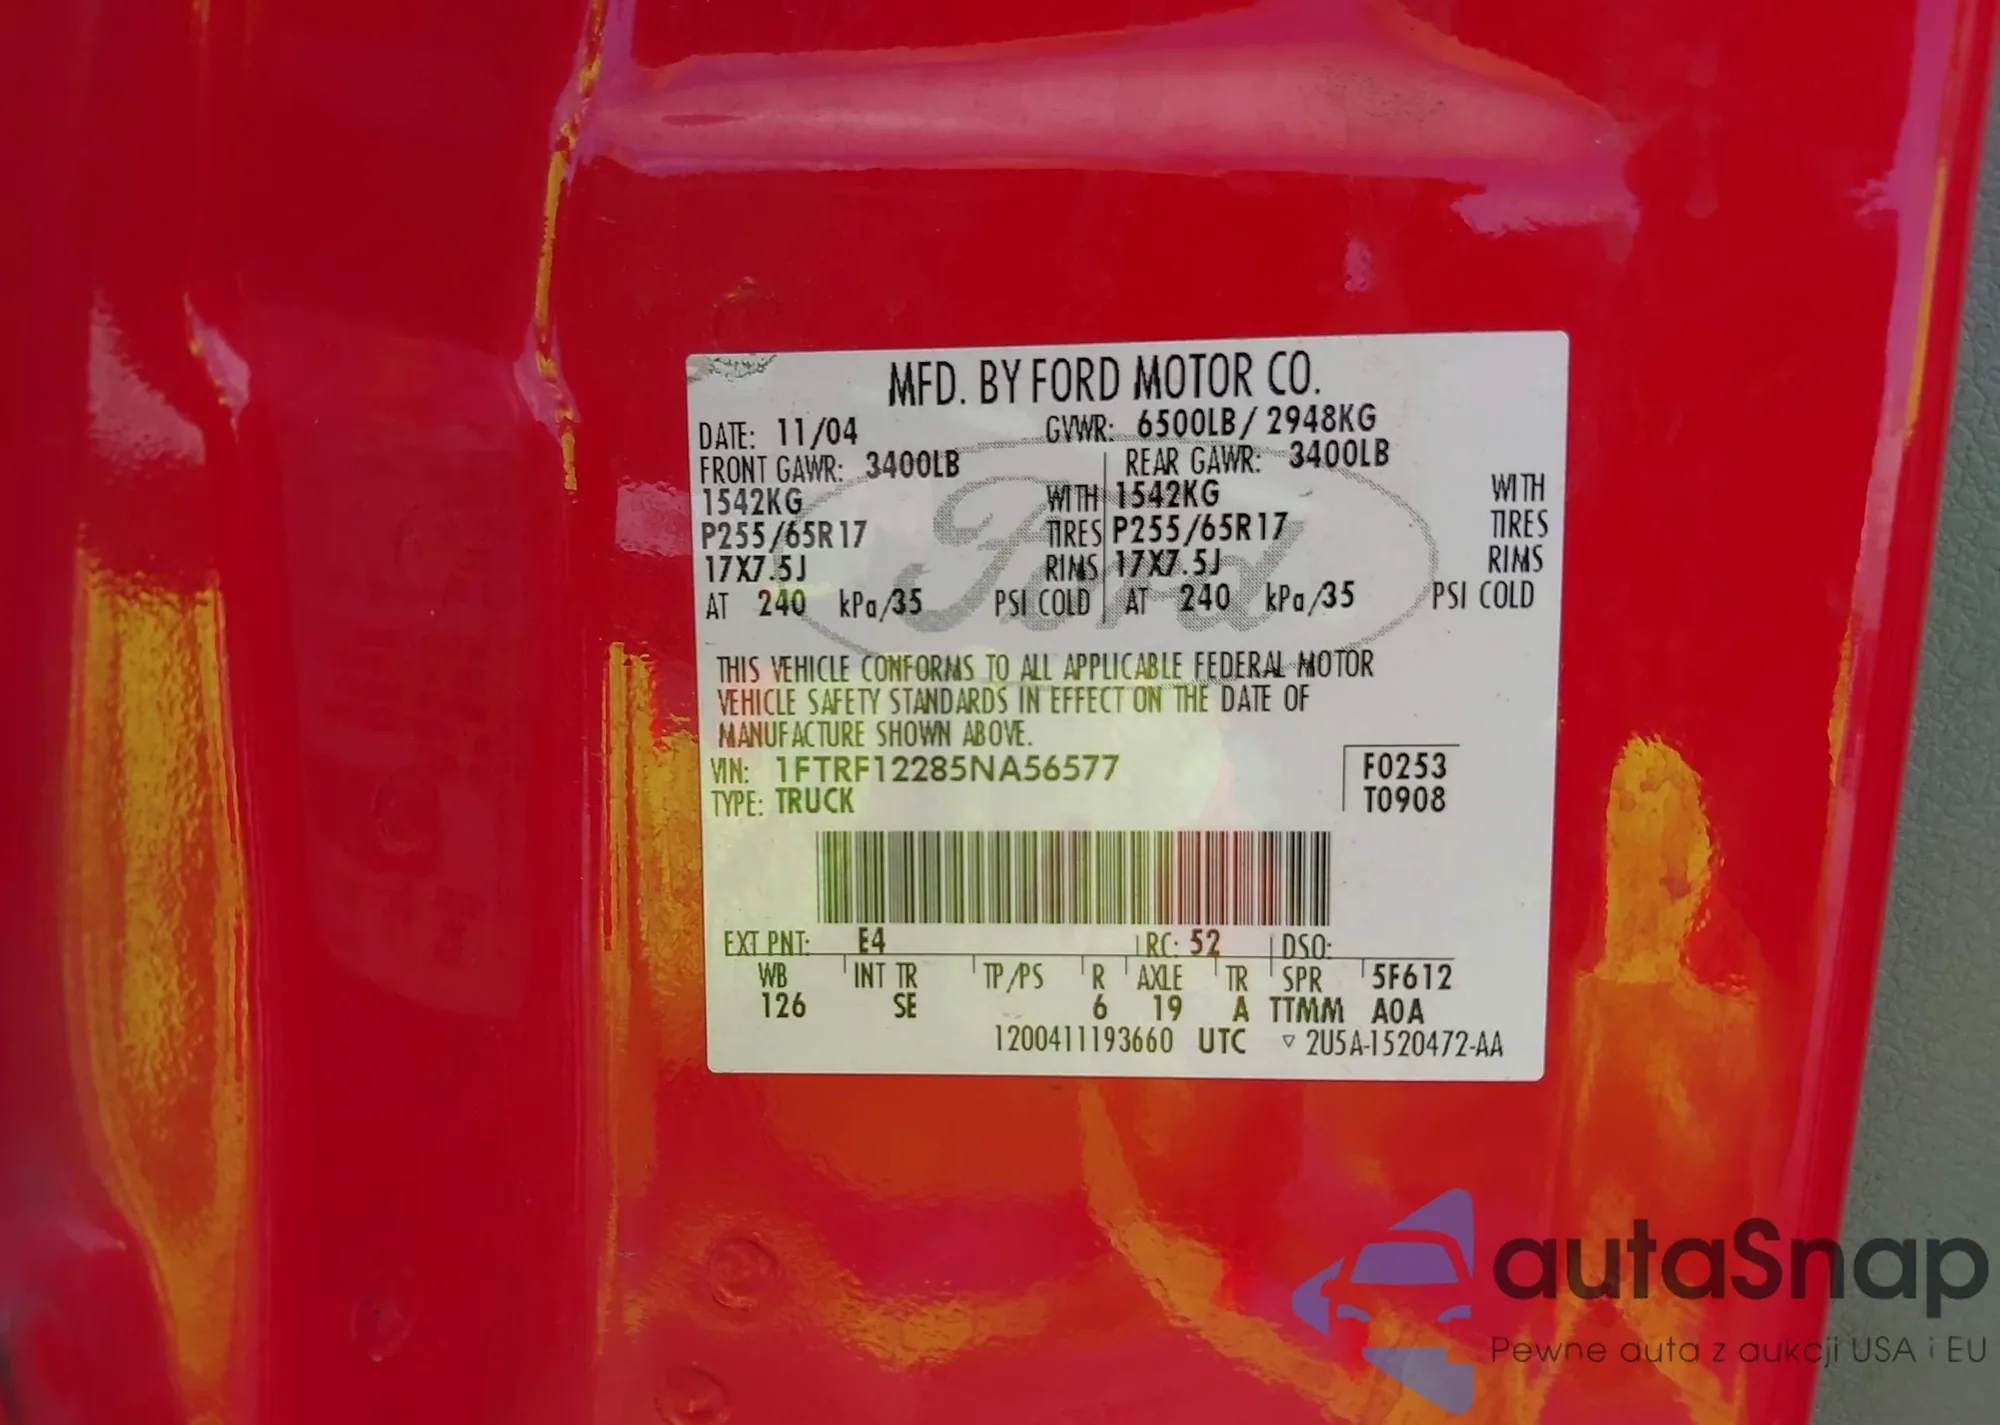 MFD. BY FORD MOTOR CO.
DATE: 11/04 GVWR: 6500LB/ 2948KG
FRONT GAWR: 3400LB REAR GAWR: 3400LB
1542KG WITH 1542KG WITH
P255/65R17 TIRES P255/65R17 TIRES
17X7.5J RIMS 17X7.5J RIMS
AT 240 kPa/35 PSI COLD AT 240 kPa/35 PSI COLD
Ford
THIS VEHICLE CONFORMS TO ALL APPLICABLE FEDERAL MOTOR
VEHICLE SAFETY STANDARDS IN EFFECT ON THE DATE OF
MANUFACTURE SHOWN ABOVE.
VIN: 1FTRF12285NA56577 F0253
TYPE: TRUCK T0908
EXT PNT: E4 RC: 52 DSO:
WB INT TR TP/PS R AXLE TR SPR 5F612
126 SE 6 19 A TTMM A0A
1200411193660 UTC ▽ 2U5A-1520472-AA
autaSnap
Pewne auta z aukcji USA i EU